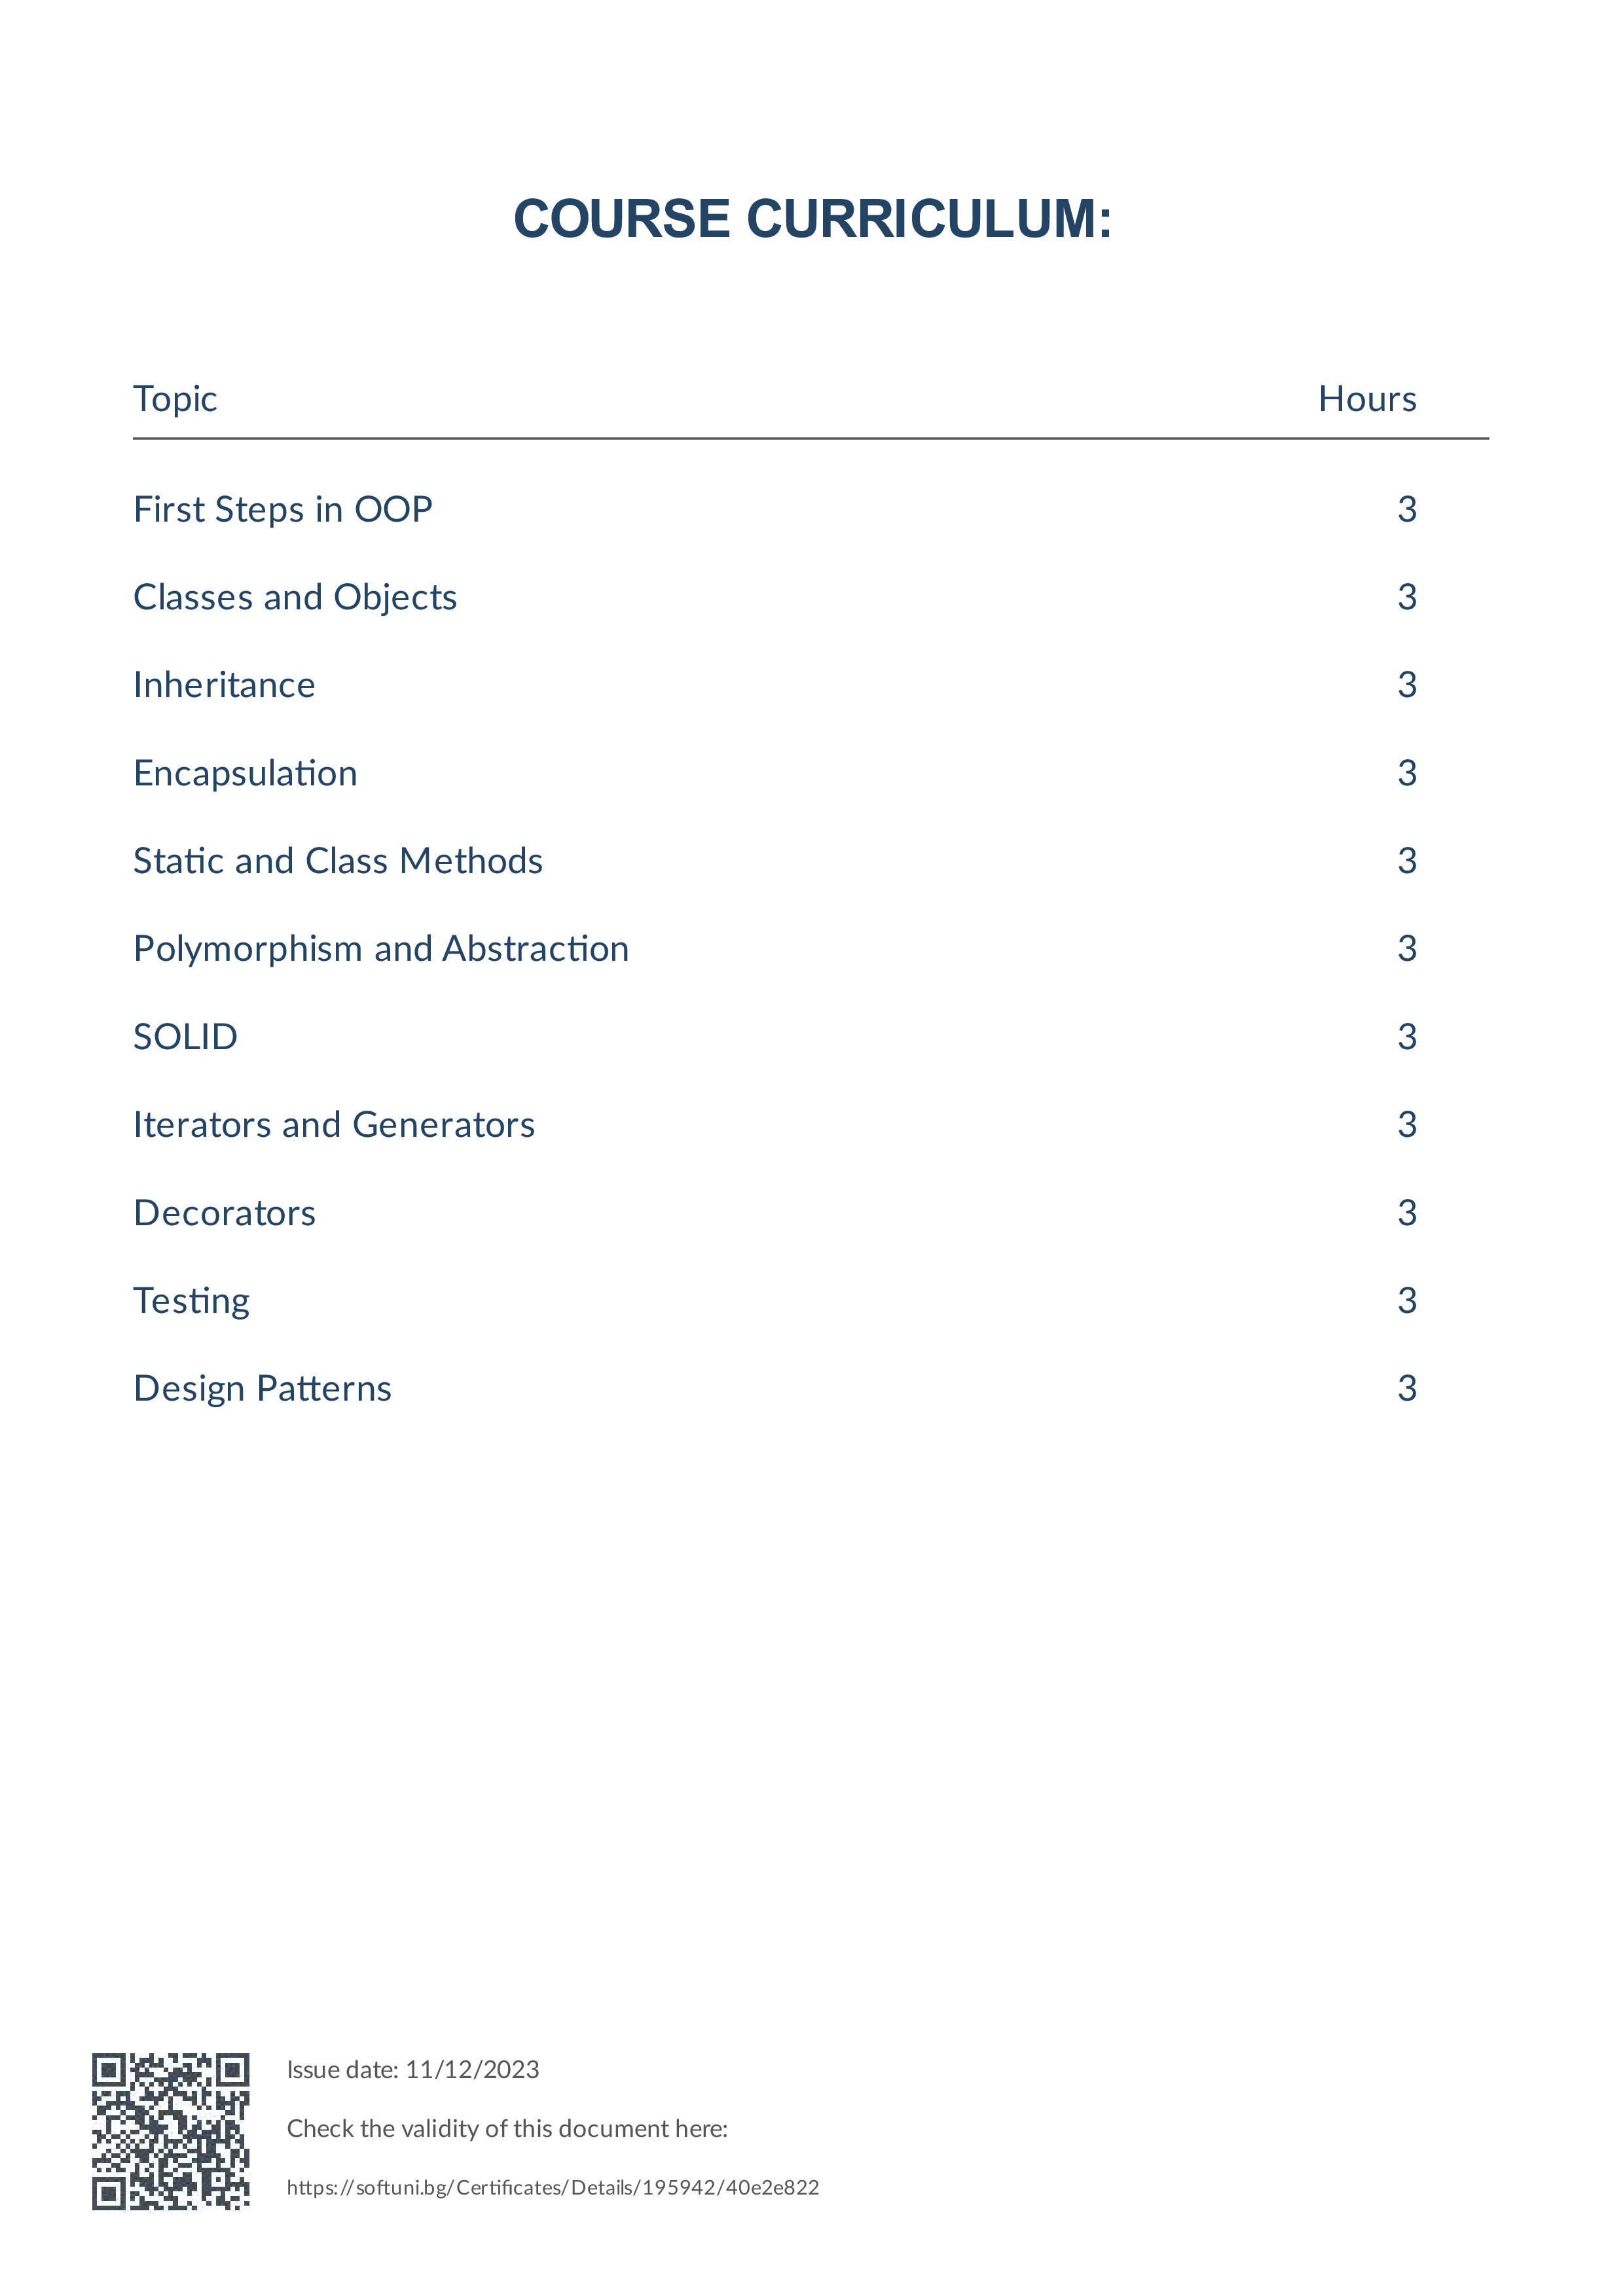 COURSE CURRICULUM:
Topic Hours
First Steps in OOP 3
Classes and Objects 3
Inheritance 3
Encapsulation 3
Static and Class Methods 3
Polymorphism and Abstraction 3
SOLID 3
Iterators and Generators 3
Decorators 3
Testing 3
Design Patterns 3
Issue date: 11/12/2023
Check the validity of this document here:
https://softuni.bg/Certificates/Details/195942/40e2e822